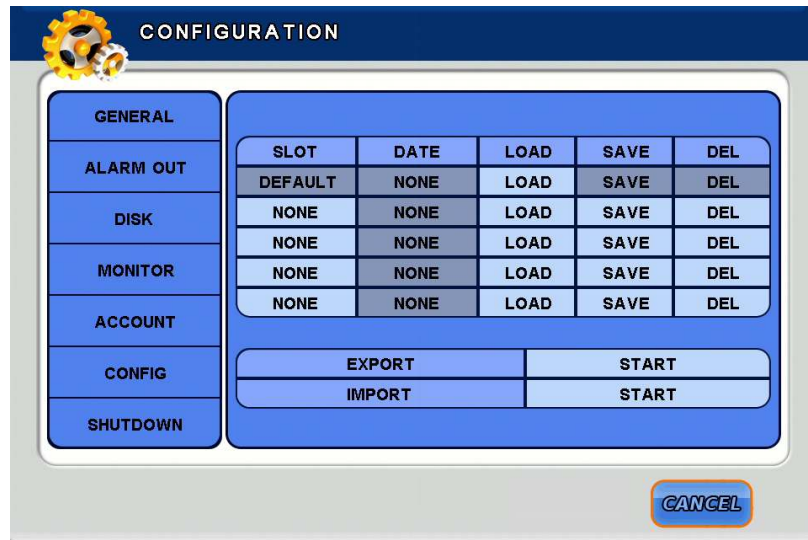 CONFIGURATION
GENERAL
ALARM OUT
DISK
MONITOR
ACCOUNT
CONFIG
SHUTDOWN
SLOT DATE LOAD SAVE DEL
DEFAULT NONE LOAD SAVE DEL
NONE NONE LOAD SAVE DEL
NONE NONE LOAD SAVE DEL
NONE NONE LOAD SAVE DEL
NONE NONE LOAD SAVE DEL
EXPORT START
IMPORT START
CANCEL